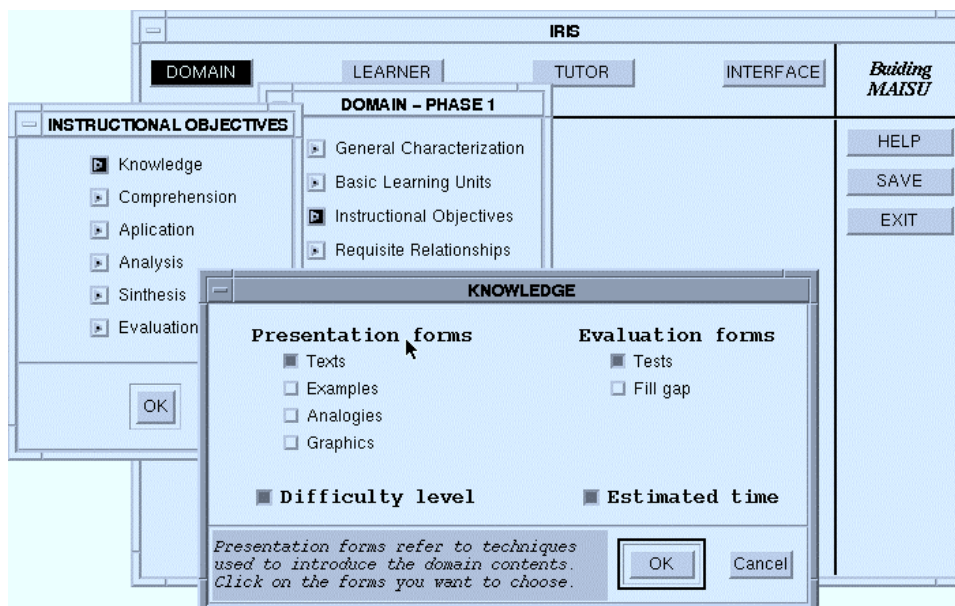 IRIS
DOMAIN
LEARNER
TUTOR
INTERFACE
Buiding
MAISU
HELP
SAVE
EXIT
DOMAIN – PHASE 1
General Characterization
Basic Learning Units
Instructional Objectives
Requisite Relationships
INSTRUCTIONAL OBJECTIVES
Knowledge
Comprehension
Aplication
Analysis
Sinthesis
Evaluation
OK
KNOWLEDGE
Presentation forms
Texts
Examples
Analogies
Graphics
Evaluation forms
Tests
Fill gap
Difficulty level
Estimated time
Presentation forms refer to techniques
used to introduce the domain contents.
Click on the forms you want to choose.
OK
Cancel